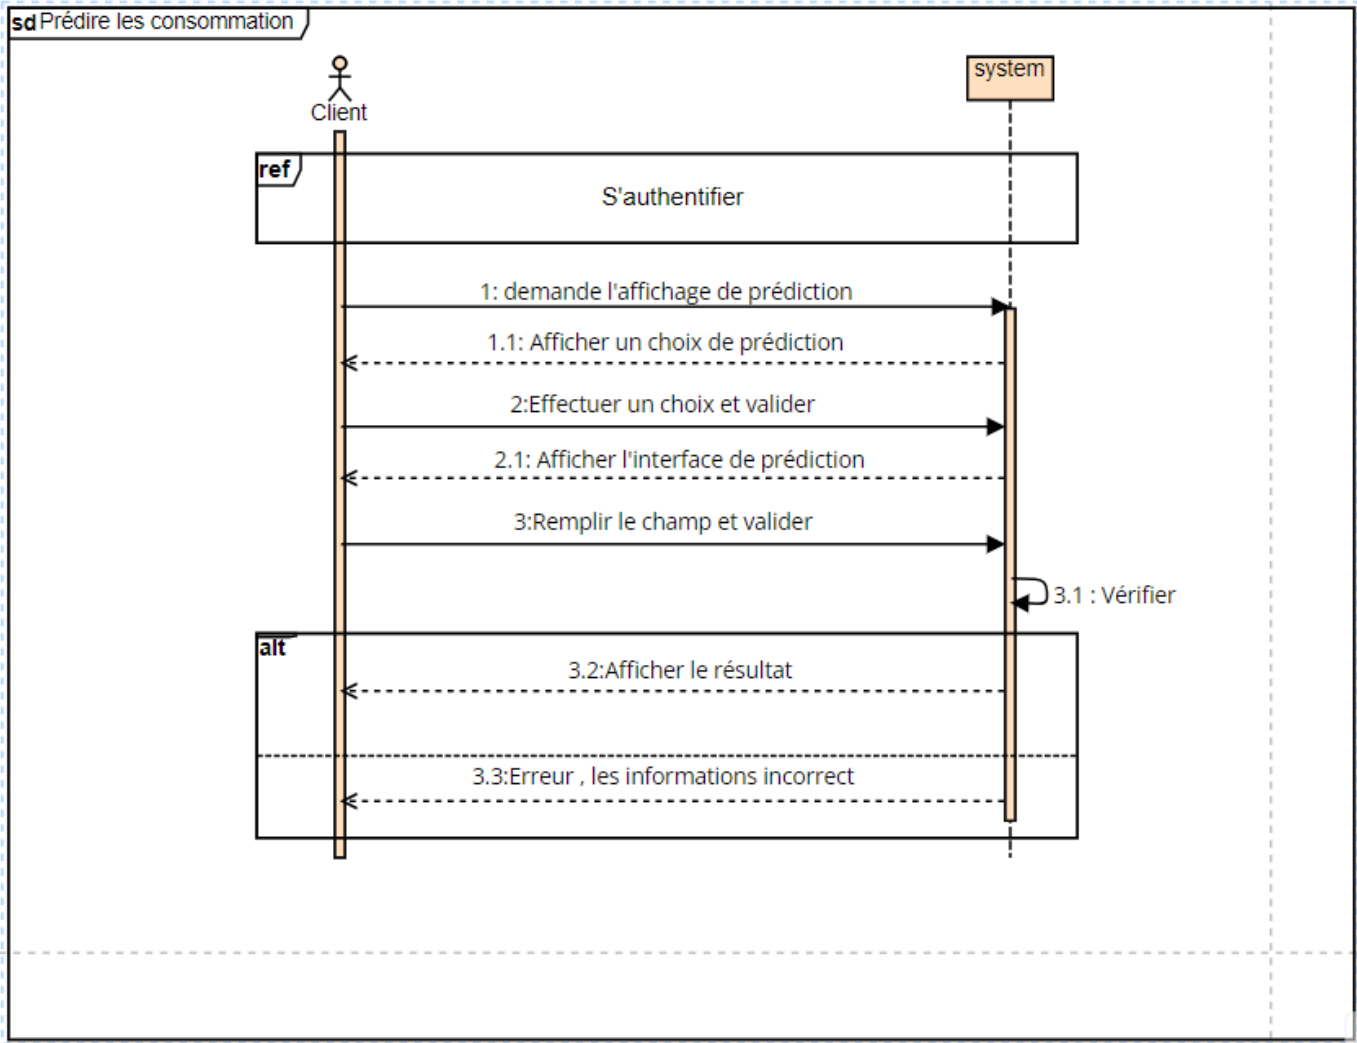 sd Prédire les consommation
Client
system
ref
S'authentifier
1: demande l'affichage de prédiction
1.1: Afficher un choix de prédiction
2:Effectuer un choix et valider
2.1: Afficher l'interface de prédiction
3:Remplir le champ et valider
3.1 : Vérifier
alt
3.2:Afficher le résultat
3.3:Erreur , les informations incorrect